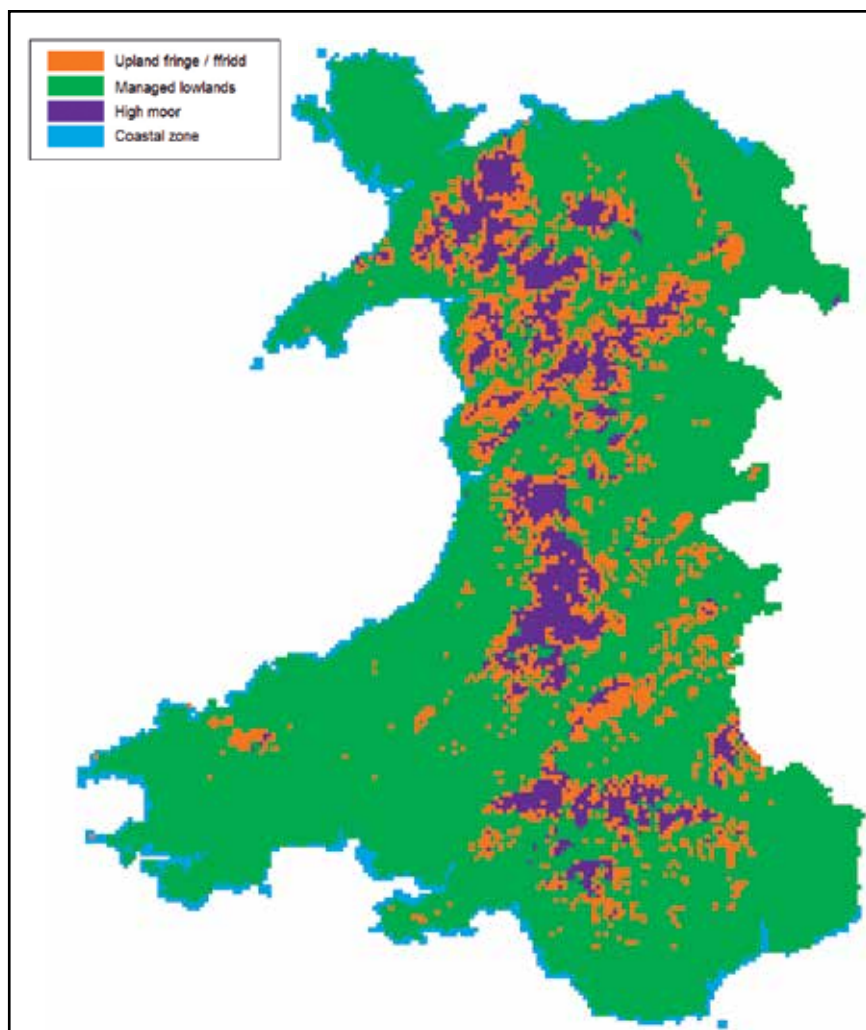 Upland fringe / ffridd
Managed lowlands
High moor
Coastal zone